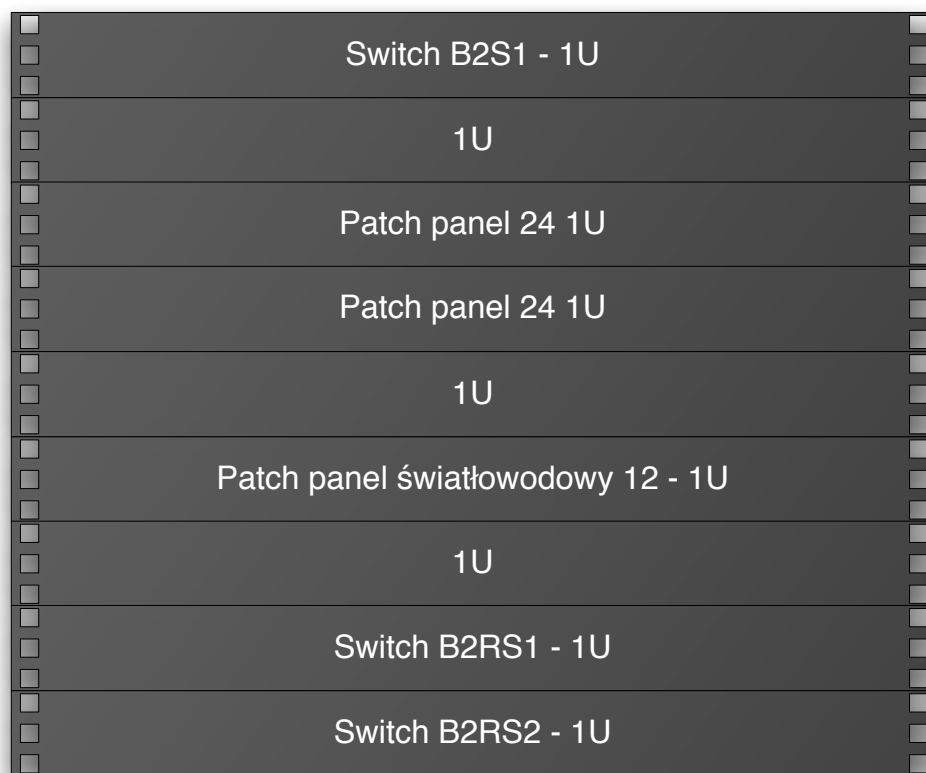 Switch B2S1 - 1U
1U
Patch panel 24 1U
Patch panel 24 1U
1U
Patch panel światłowodowy 12 - 1U
1U
Switch B2RS1 - 1U
Switch B2RS2 - 1U